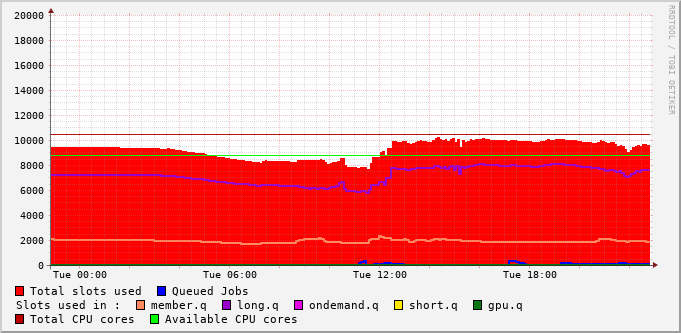 20000
18000
16000
14000
12000
10000
8000
6000
4000
2000
0
Tue 00:00 Tue 06:00 Tue 12:00 Tue 18:00
RRDTOOL / TOBI OETIKER
Total slots used Queued Jobs
Slots used in : member.q long.q ondemand.q short.q gpu.q
Total CPU cores Available CPU cores